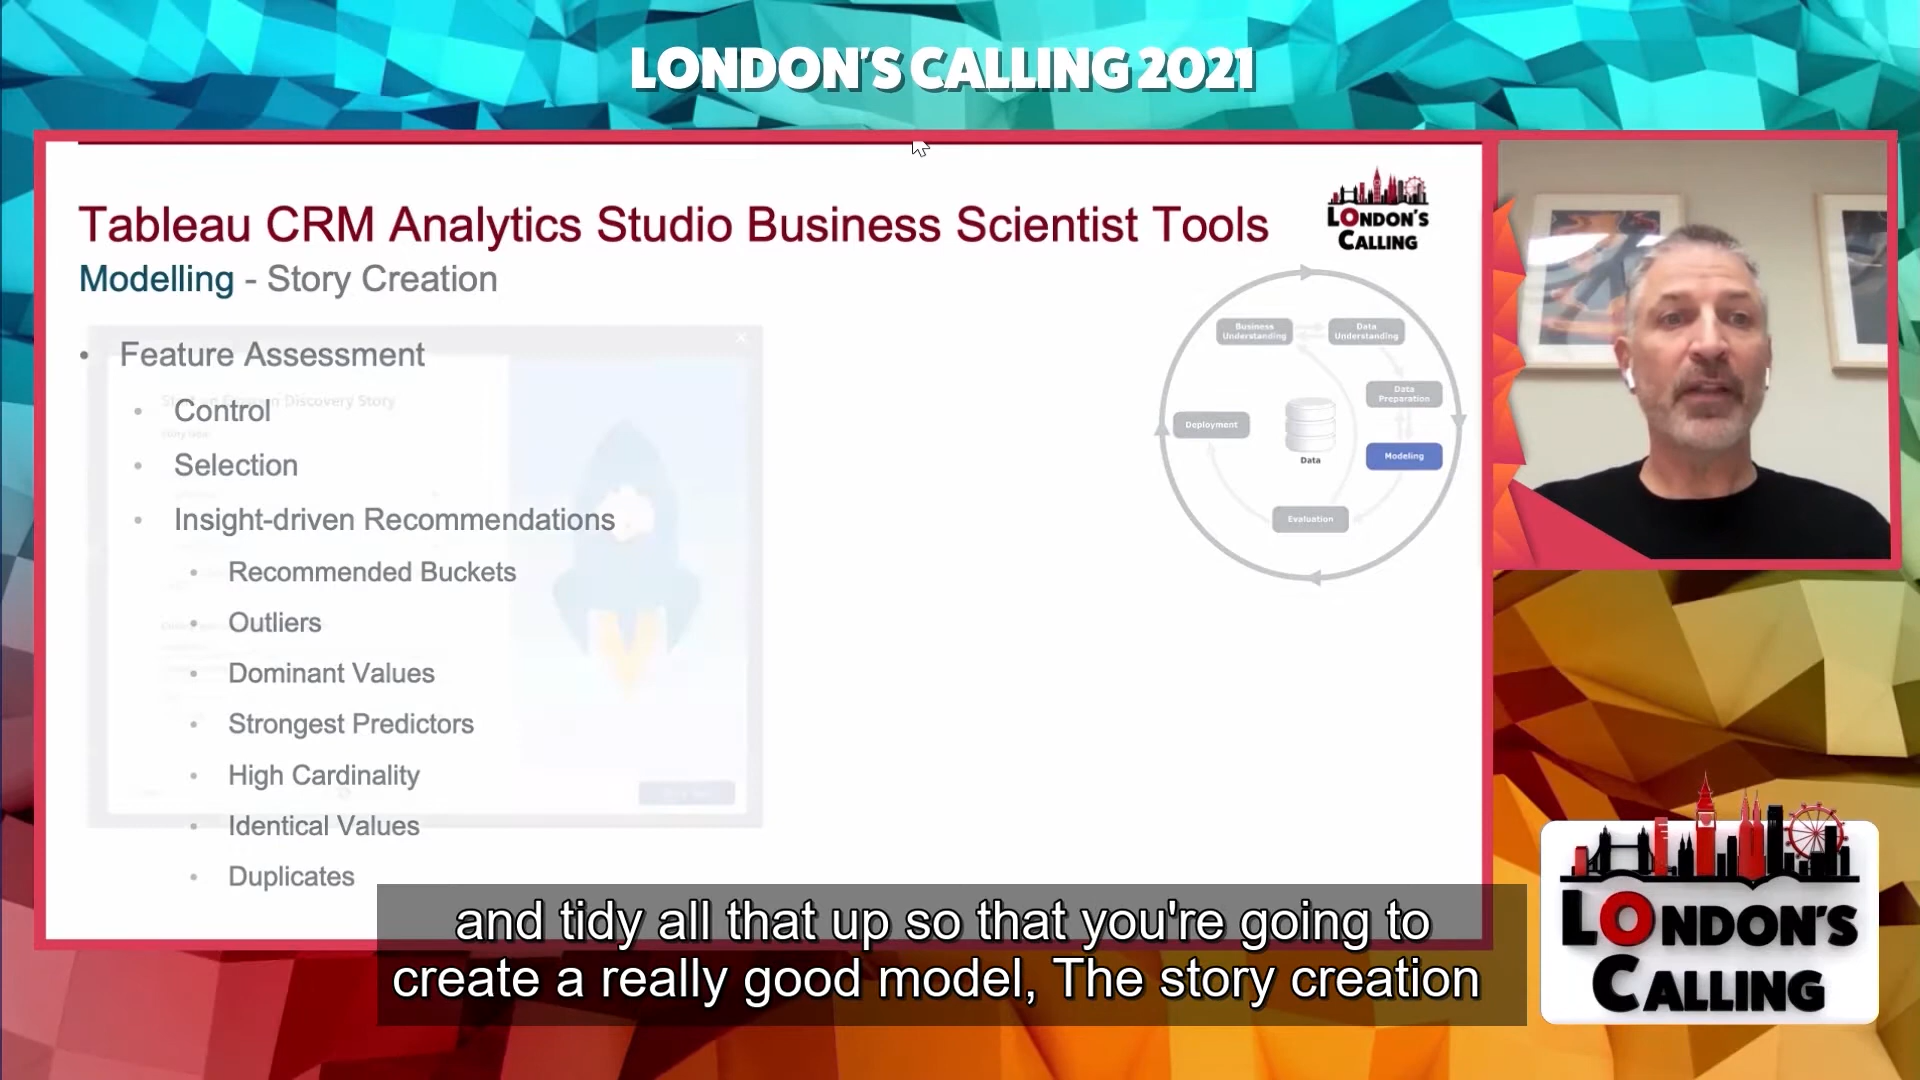 LONDON'S CALLING 2021
Tableau CRM Analytics Studio Business Scientist Tools
LONDON'S
CALLING
Modelling - Story Creation
• Feature Assessment
• Control
• Selection
• Insight-driven Recommendations
• Recommended Buckets
• Outliers
• Dominant Values
• Strongest Predictors
• High Cardinality
• Identical Values
• Duplicates
Discovery Story
Business
Understanding
Data
Understanding
Data
Preparation
Deployment
Data
Modeling
Evaluation
and tidy all that up so that you're going to
create a really good model, The story creation
LONDON'S
CALLING